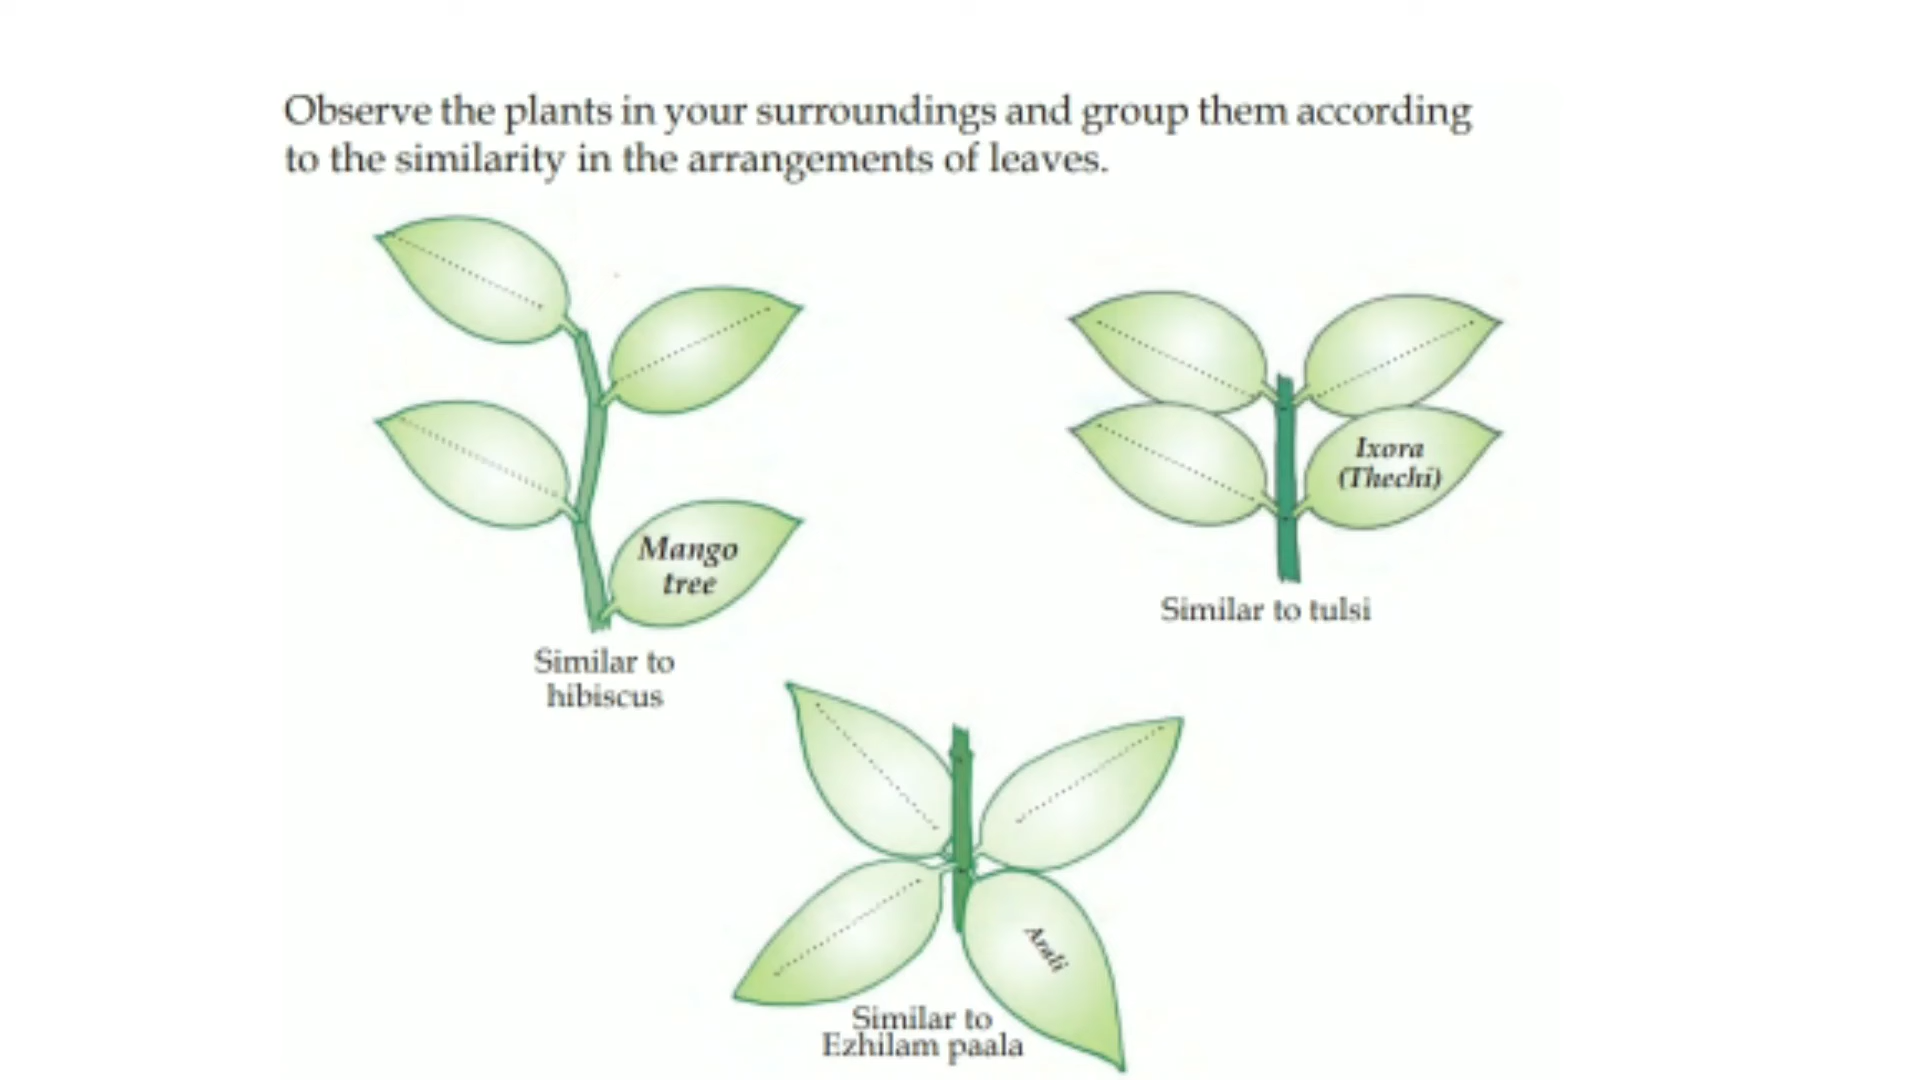 Observe the plants in your surroundings and group them according
to the similarity in the arrangements of leaves.
Mango
tree
Similar to
hibiscus
Ixora
(Thechi)
Similar to tulsi
Arali
Similar to
Ezhilam paala